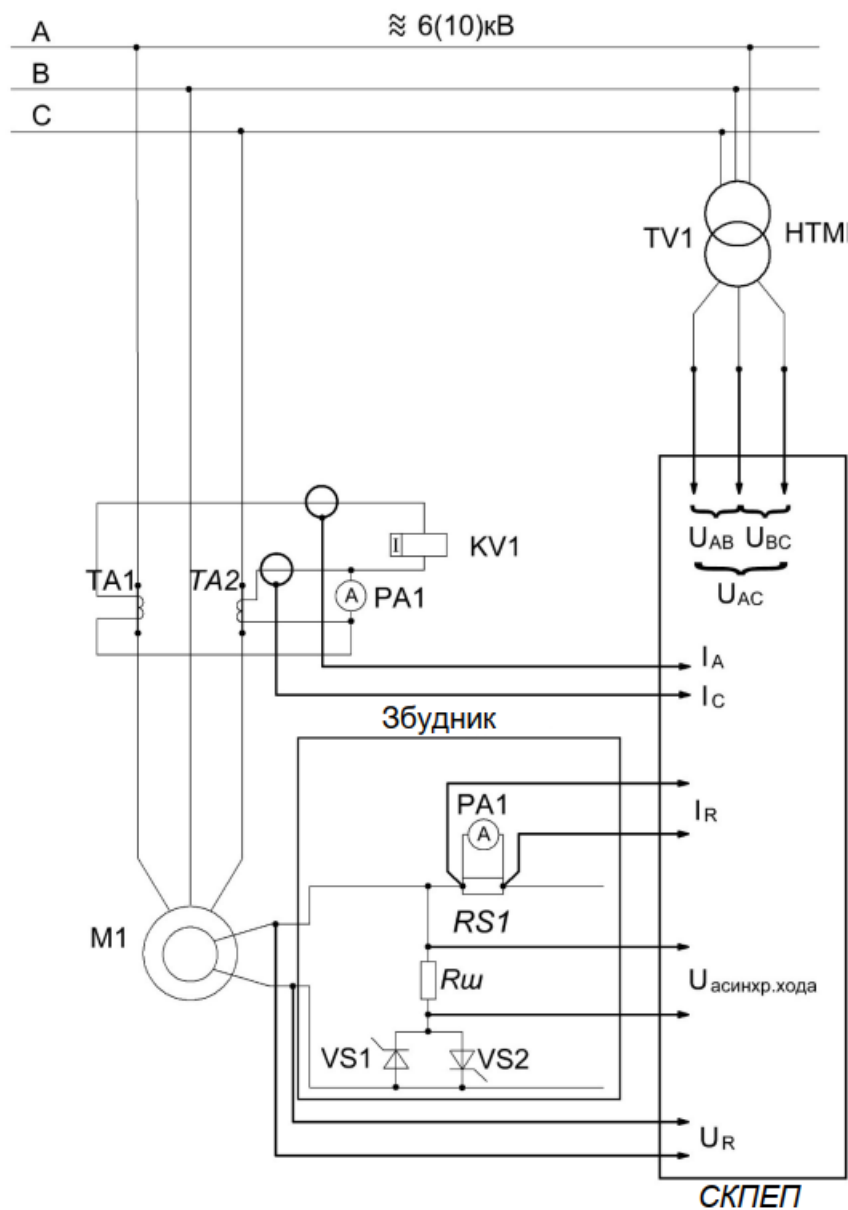 A
≈ 6(10)кВ
B
C
TV1
НТМІ
KV1
TA1
TA2
A
PA1
UAB
UBC
UAC
IA
IC
Збудник
PA1
A
IR
RS1
M1
Rш
Uасинхр.хода
VS1
VS2
UR
СКПЕП